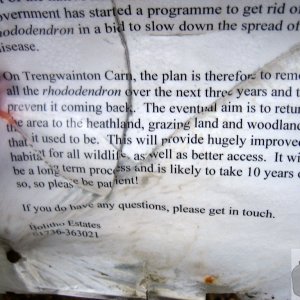 overnment has started a programme to get rid of
ododendron in a bid to slow down the spread of
isease.
On Trengwainton Carn, the plan is therefore to remo
all the rhododendron over the next three years and t
prevent it coming back. The eventual aim is to retur
the area to the heathland, grazing land and woodlan
that it used to be. This will provide hugely improved
habitat for all wildlife, as well as better access. It wi
be a long term process and is likely to take 10 years o
so, so please be patient!
If you do have any questions, please get in touch.
Bolitho Estates
01736-363021